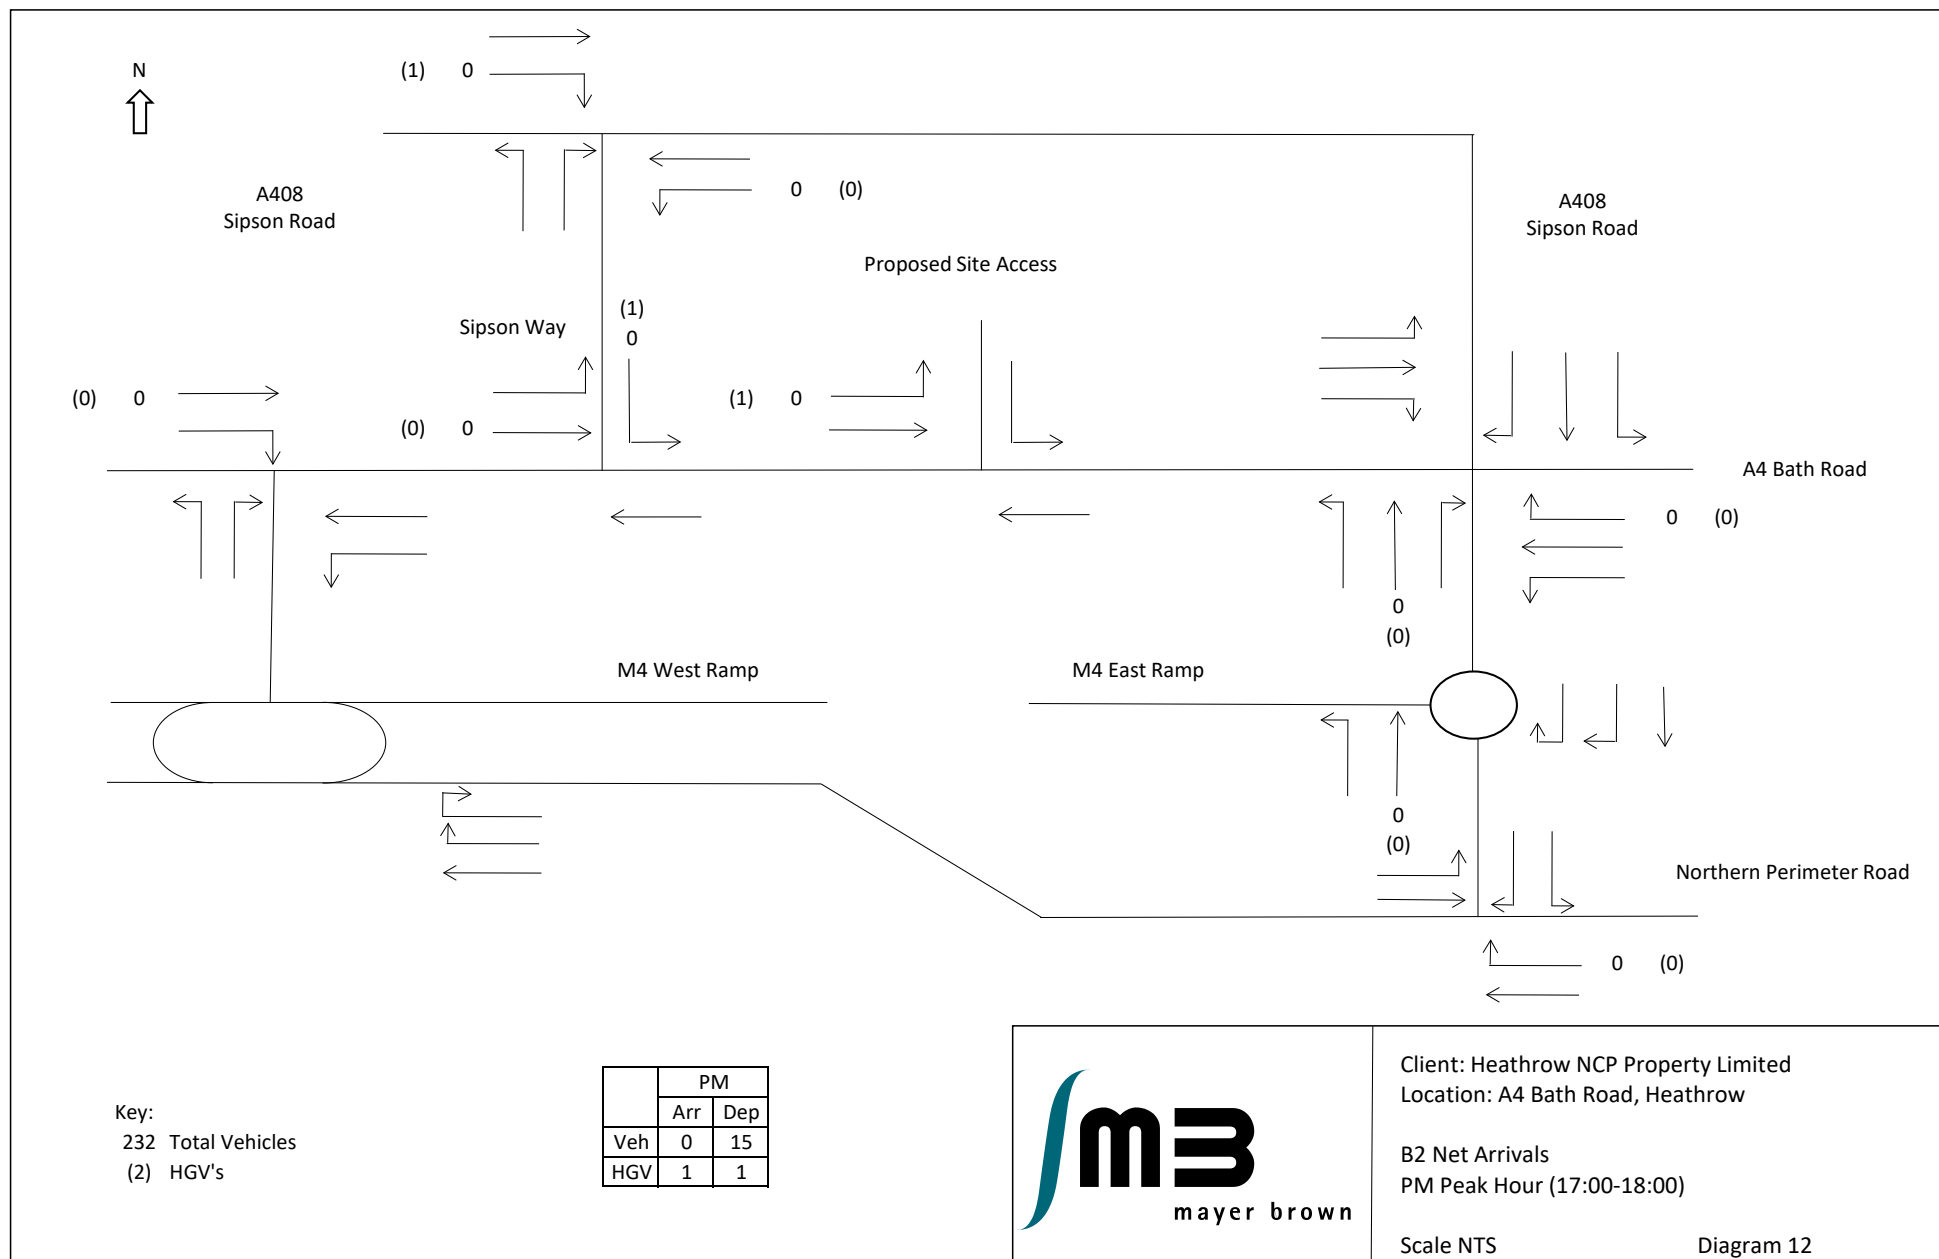 N
(1) 0
A408
Sipson Road
0 (0)
A408
Sipson Road
Proposed Site Access
(1)
0
Sipson Way
(0) 0
(0) 0
(1) 0
A4 Bath Road
0 (0)
0
(0)
M4 West Ramp
M4 East Ramp
0
(0)
Northern Perimeter Road
0 (0)
Key:
232 Total Vehicles
(2) HGV's
PM
Arr Dep
Veh 0 15
HGV 1 1
mB
mayer brown
Client: Heathrow NCP Property Limited
Location: A4 Bath Road, Heathrow
B2 Net Arrivals
PM Peak Hour (17:00-18:00)
Scale NTS Diagram 12